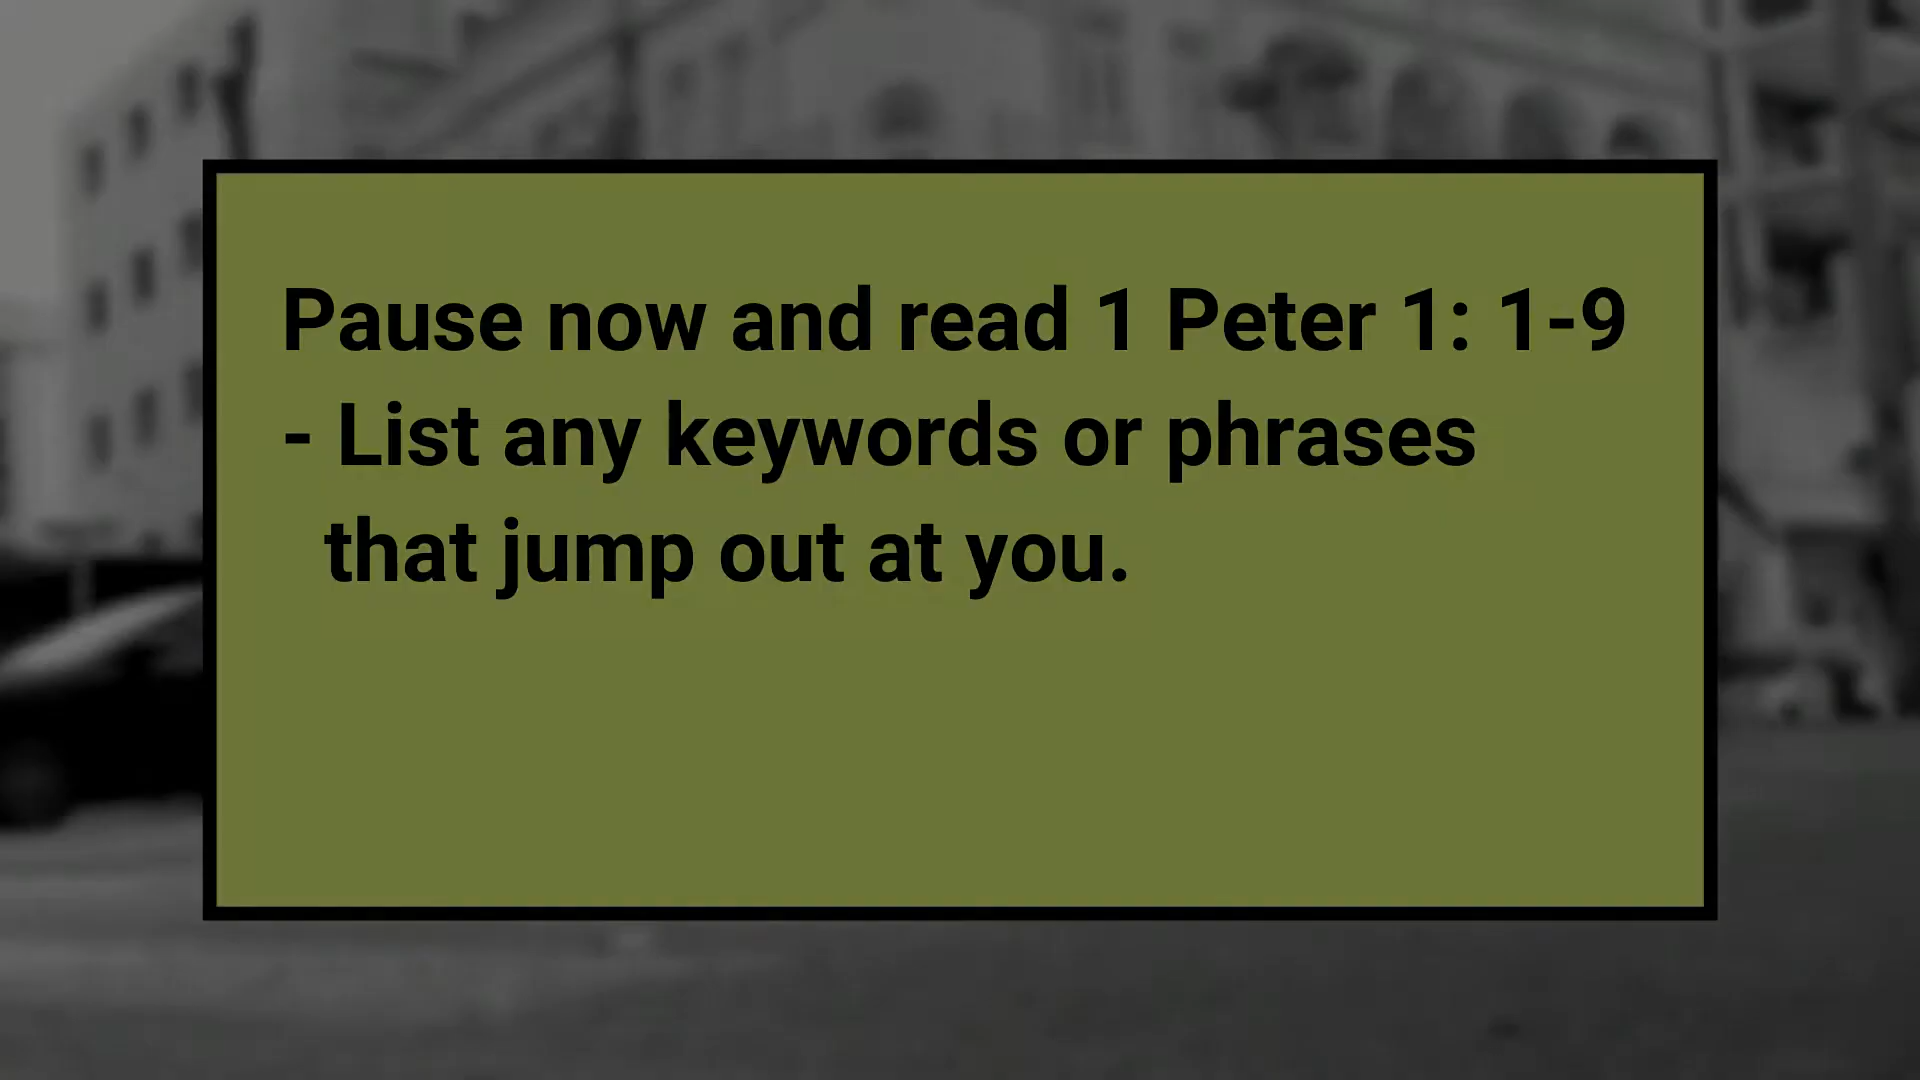 Pause now and read 1 Peter 1: 1-9
- List any keywords or phrases
that jump out at you.